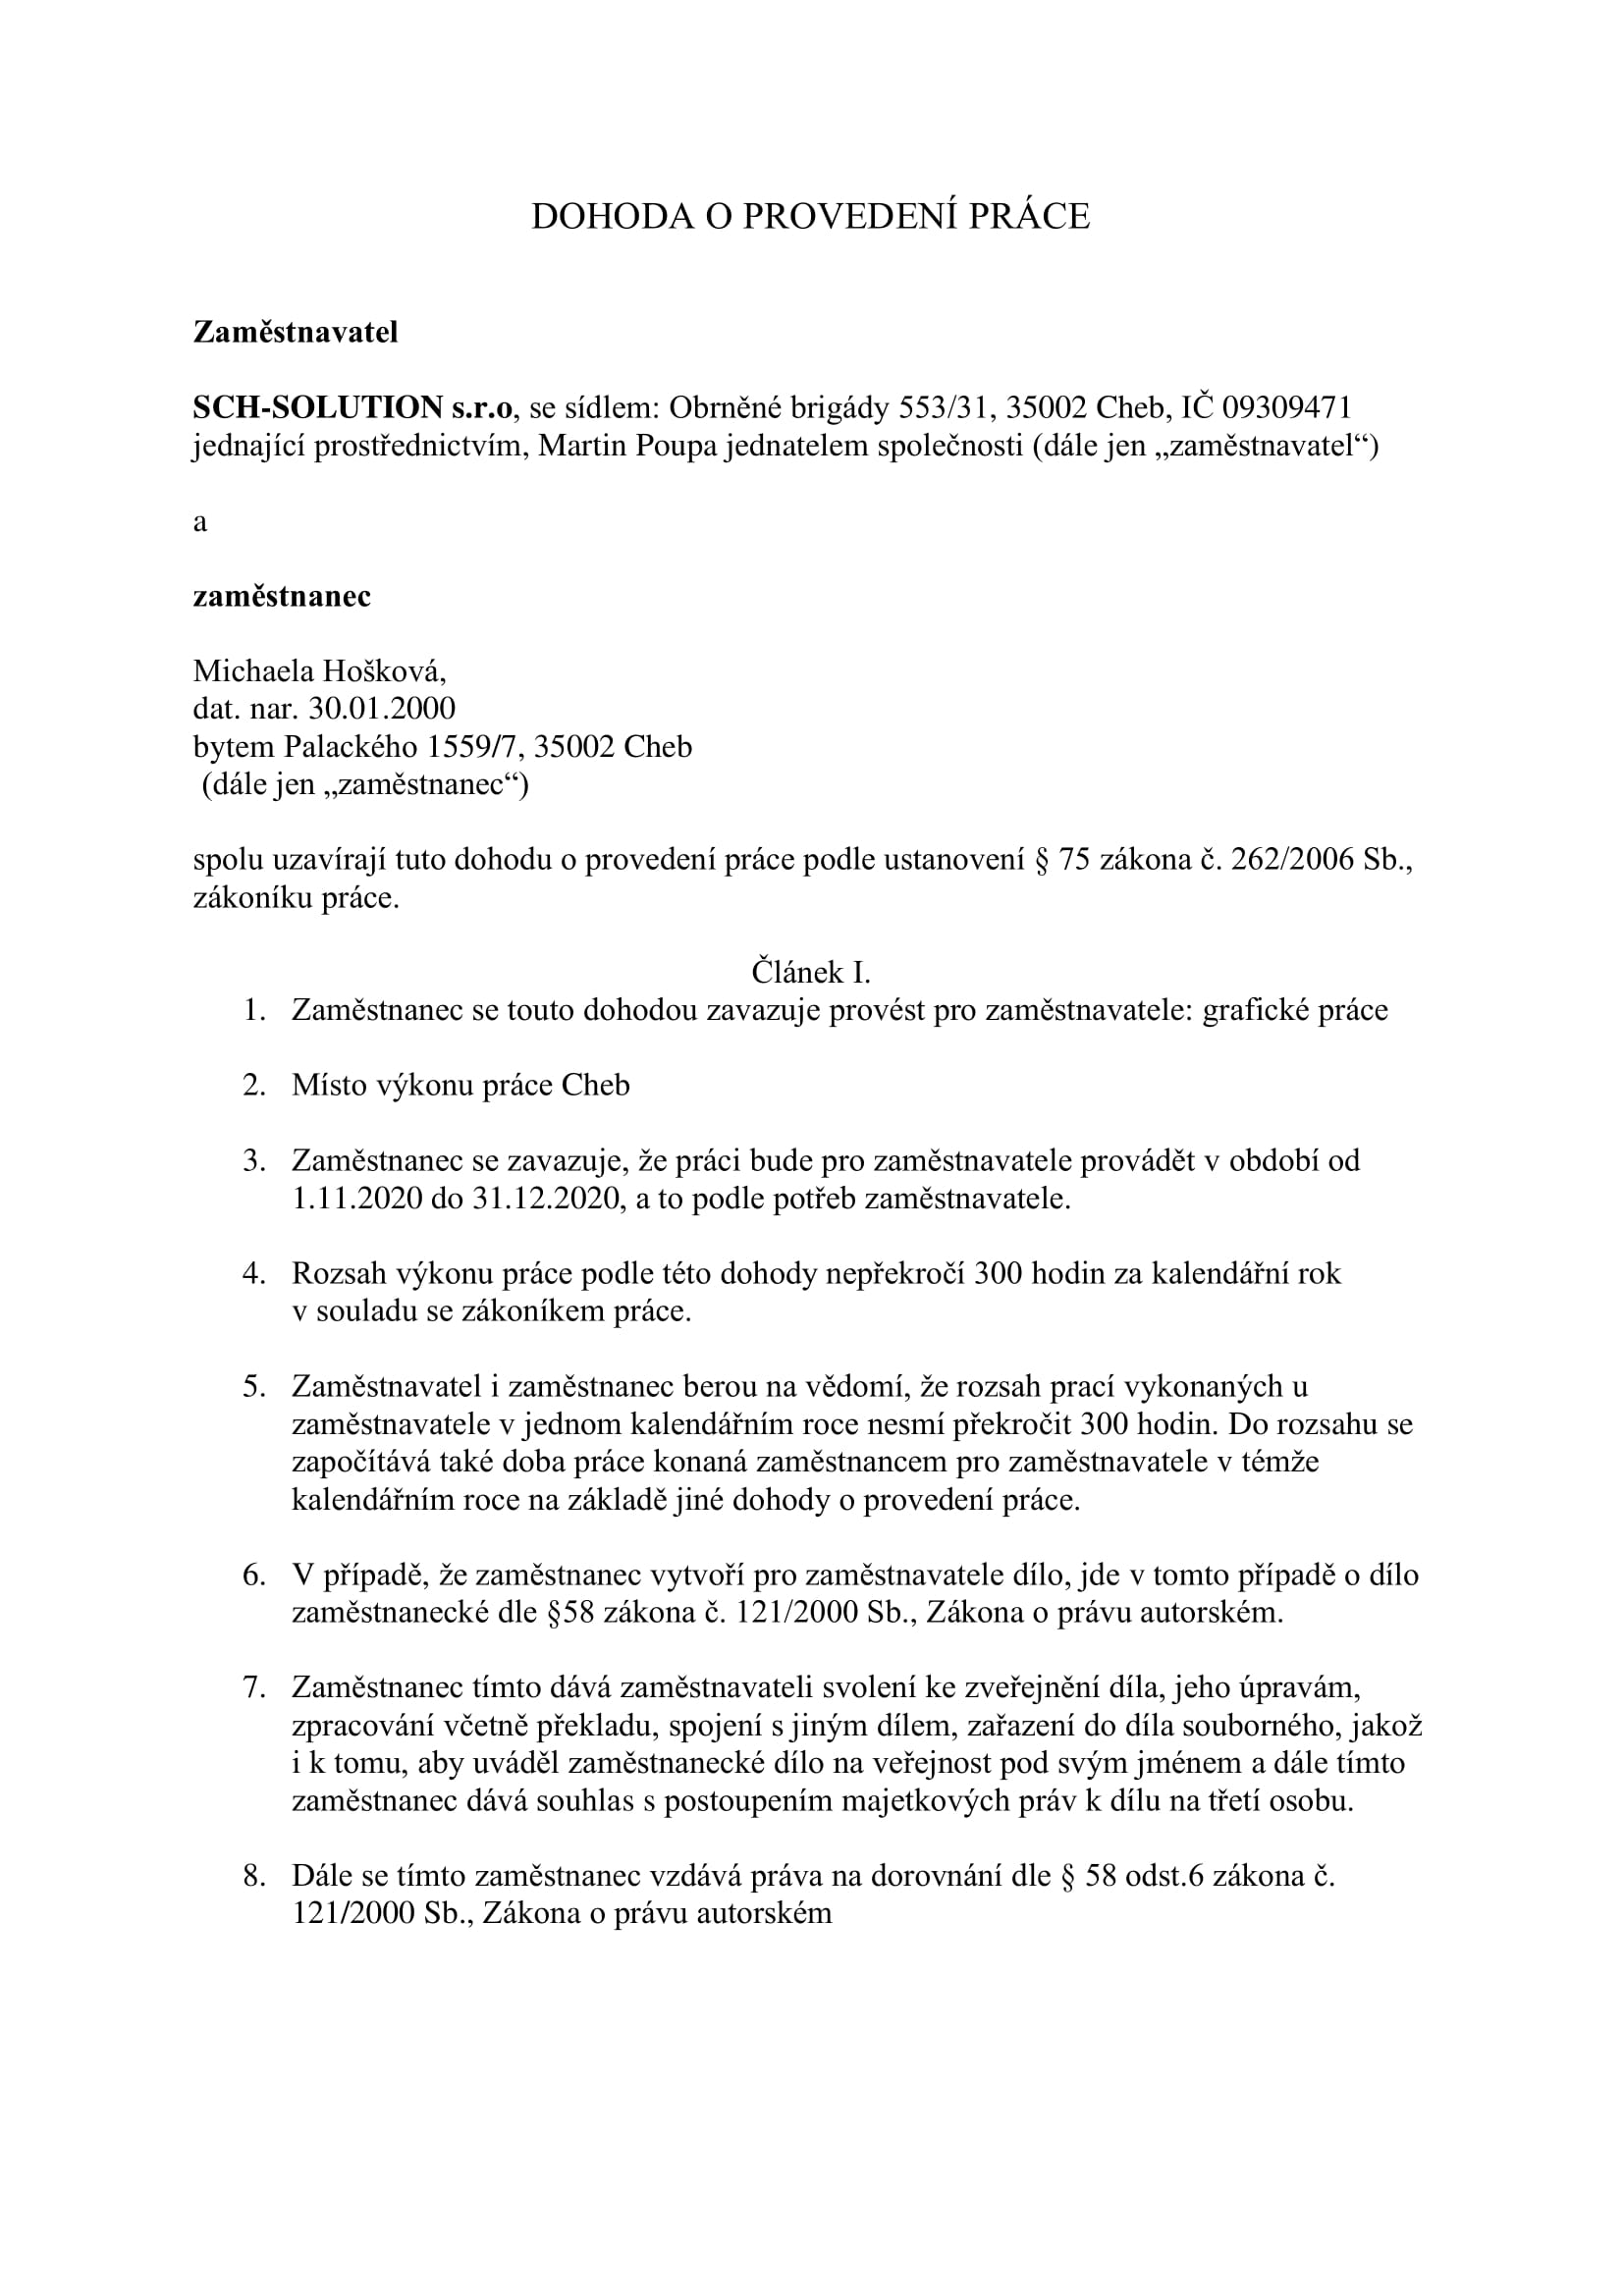 DOHODA O PROVEDENÍ PRÁCE
Zaměstnavatel
SCH-SOLUTION s.r.o, se sídlem: Obrněné brigády 553/31, 35002 Cheb, IČ 09309471
jednající prostřednictvím, Martin Poupa jednatelem společnosti (dále jen „zaměstnavatel“)
a
zaměstnanec
Michaela Hošková,
dat. nar. 30.01.2000
bytem Palackého 1559/7, 35002 Cheb
(dále jen „zaměstnanec“)
spolu uzavírají tuto dohodu o provedení práce podle ustanovení § 75 zákona č. 262/2006 Sb.,
zákoníku práce.
Článek I.
1. Zaměstnanec se touto dohodou zavazuje provést pro zaměstnavatele: grafické práce
2. Místo výkonu práce Cheb
3. Zaměstnanec se zavazuje, že práci bude pro zaměstnavatele provádět v období od
1.11.2020 do 31.12.2020, a to podle potřeb zaměstnavatele.
4. Rozsah výkonu práce podle této dohody nepřekročí 300 hodin za kalendářní rok
v souladu se zákoníkem práce.
5. Zaměstnavatel i zaměstnanec berou na vědomí, že rozsah prací vykonaných u
zaměstnavatele v jednom kalendářním roce nesmí překročit 300 hodin. Do rozsahu se
započítává také doba práce konaná zaměstnancem pro zaměstnavatele v témže
kalendářním roce na základě jiné dohody o provedení práce.
6. V případě, že zaměstnanec vytvoří pro zaměstnavatele dílo, jde v tomto případě o dílo
zaměstnanecké dle §58 zákona č. 121/2000 Sb., Zákona o právu autorském.
7. Zaměstnanec tímto dává zaměstnavateli svolení ke zveřejnění díla, jeho úpravám,
zpracování včetně překladu, spojení s jiným dílem, zařazení do díla souborného, jakož
i k tomu, aby uváděl zaměstnanecké dílo na veřejnost pod svým jménem a dále tímto
zaměstnanec dává souhlas s postoupením majetkových práv k dílu na třetí osobu.
8. Dále se tímto zaměstnanec vzdává práva na dorovnání dle § 58 odst.6 zákona č.
121/2000 Sb., Zákona o právu autorském